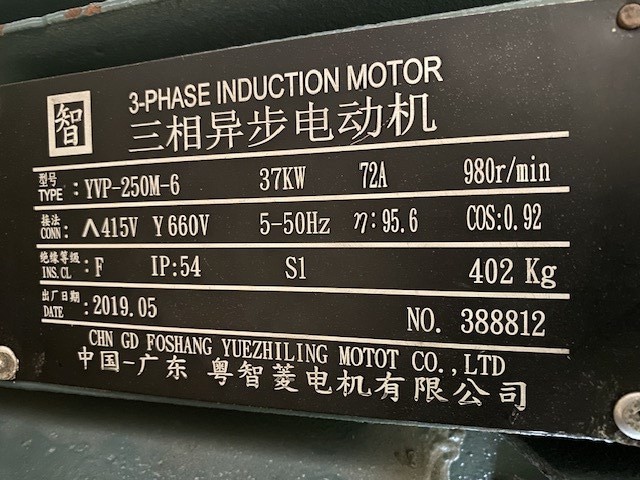 智
3-PHASE INDUCTION MOTOR
三相异步电动机
型号 TYPE : YVP-250M-6 37KW 72A 980r/min
接法 CONN: Λ415V Y660V 5-50Hz η:95.6 COS:0.92
绝缘等级 INS.CL : F IP:54 S1 402 Kg
出厂日期 DATE : 2019.05 NO. 388812
CHN GD FOSHANG YUEZHILING MOTOT CO.,LTD
中国-广东 粤智菱电机有限公司